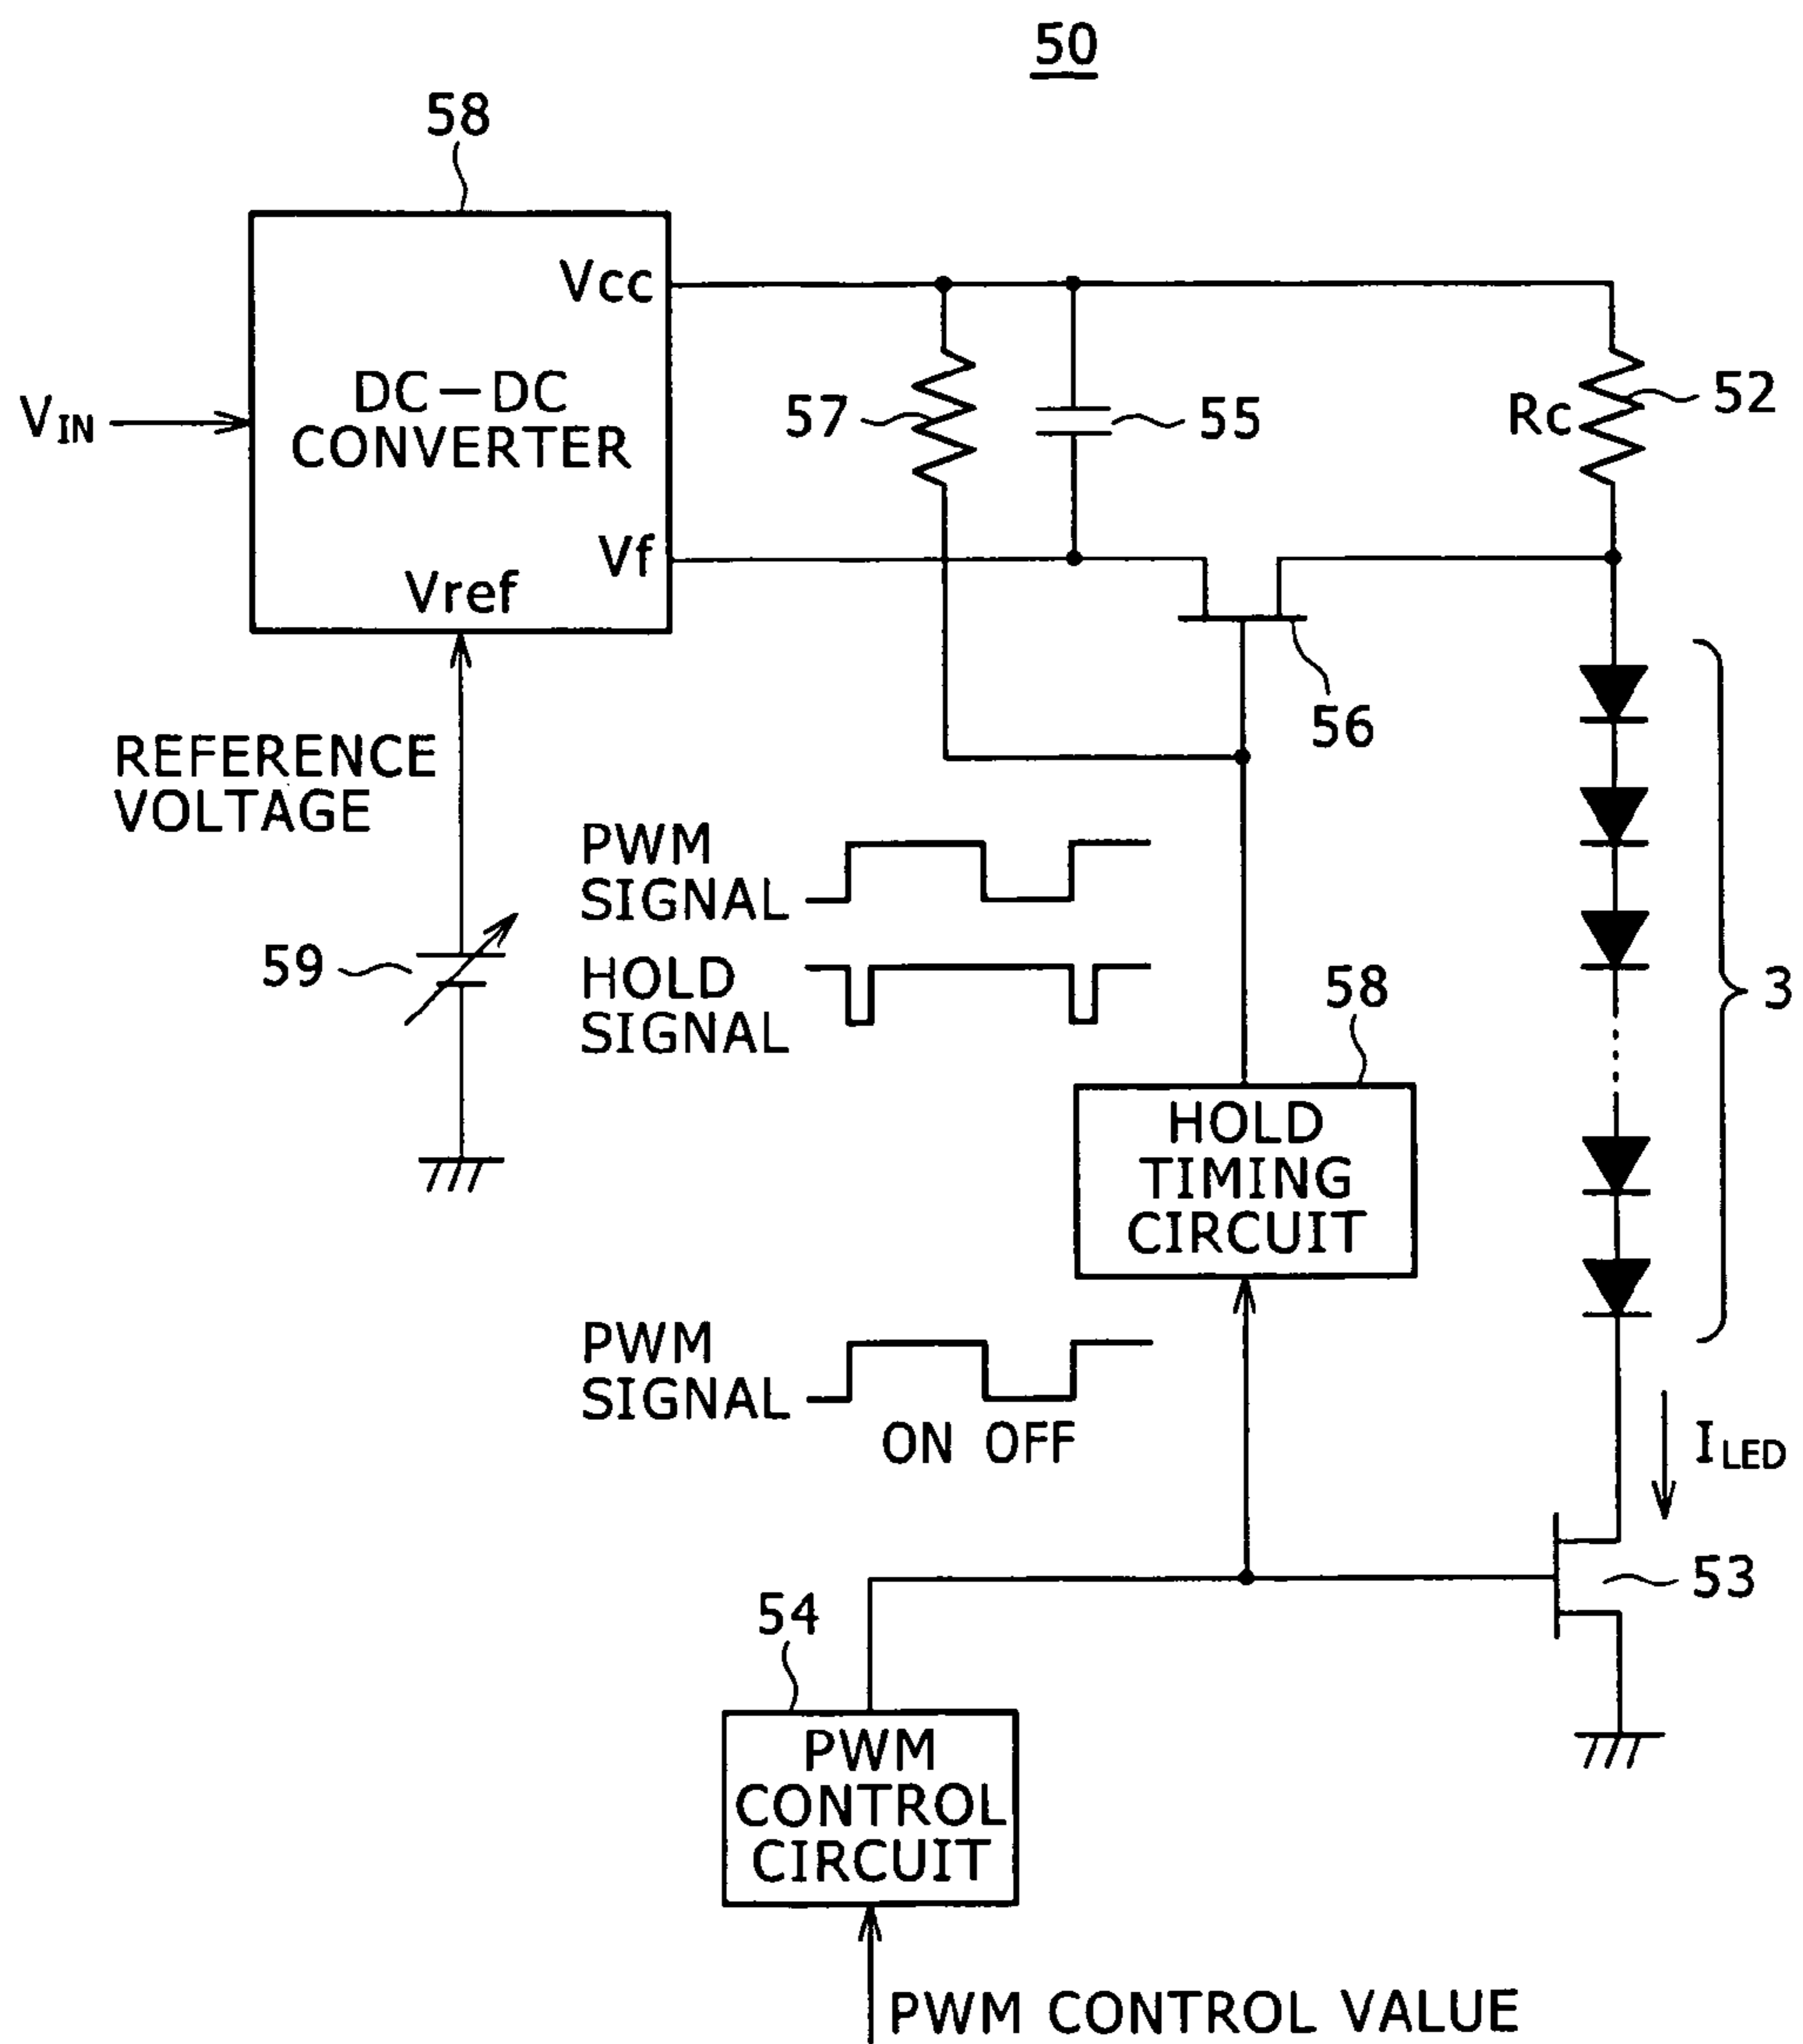 50
58
Vcc
DC-DC
CONVERTER
VIN
57
55
Rc
52
Vf
Vref
56
REFERENCE
VOLTAGE
PWM
SIGNAL
59
HOLD
SIGNAL
58
3
HOLD
TIMING
CIRCUIT
PWM
SIGNAL
ON OFF
ILED
53
54
PWM
CONTROL
CIRCUIT
PWM CONTROL VALUE